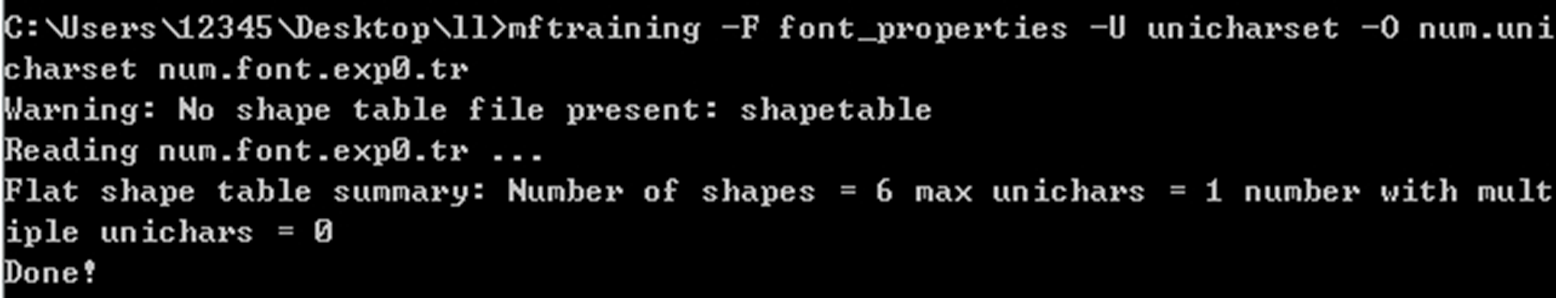 C:\Users\12345\Desktop\ll>mftraining -F font_properties -U unicharset -O num.uni
charset num.font.exp0.tr
Warning: No shape table file present: shapetable
Reading num.font.exp0.tr ...
Flat shape table summary: Number of shapes = 6 max unichars = 1 number with mult
iple unichars = 0
Done!